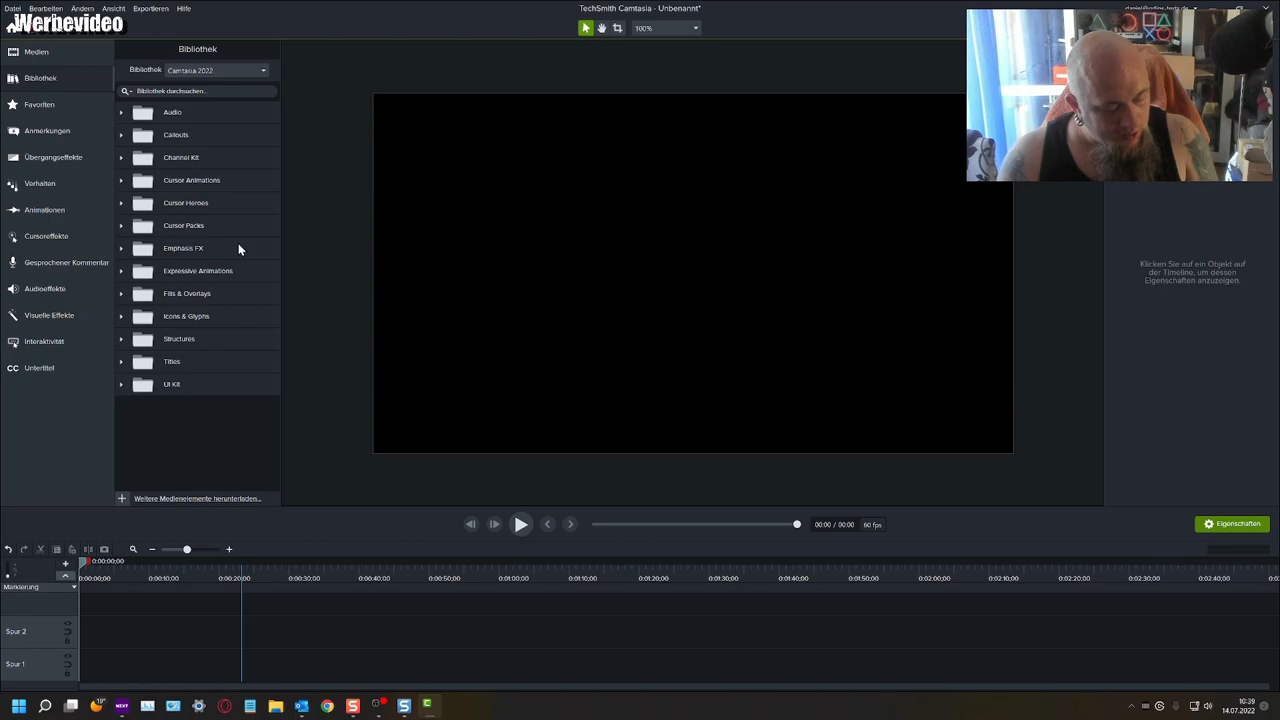 Datei Bearbeiten Ändern Ansicht Exportieren Hilfe
TechSmith Camtasia - Unbenannt*
Werbevideo
100%
Medien
Bibliothek
Favoriten
Anmerkungen
Übergangseffekte
Vorhalten
Animationen
Cursoreffekte
Gesprochener Kommentar
Audioeffekte
Visuelle Effekte
Interaktivität
CC Untertitel
Bibliothek
Bibliothek Camtasia 2022
Bibliothek durchsuchen...
Audio
Callouts
Channel Kit
Cursor Animations
Cursor Heroes
Cursor Packs
Emphasis FX
Expressive Animations
Fills & Overlays
Icons & Glyphs
Structures
Titles
UI Kit
Weitere Medienelemente herunterladen...
Klicken Sie auf ein Objekt auf
der Timeline, um dessen
Eigenschaften anzuzeigen.
00:00 / 00:00 60 fps
Eigenschaften
0:00:00;00
0:00:00;00 0:00:10;00 0:00:20;00 0:00:30;00 0:00:40;00 0:00:50;00 0:01:00;00 0:01:10;00 0:01:20;00 0:01:30;00 0:01:40;00 0:01:50;00 0:02:00;00 0:02:10;00 0:02:20;00 0:02:30;00 0:02:40;00
Markierung
Spur 2
Spur 1
19°
NEXT
10:39
14.07.2022